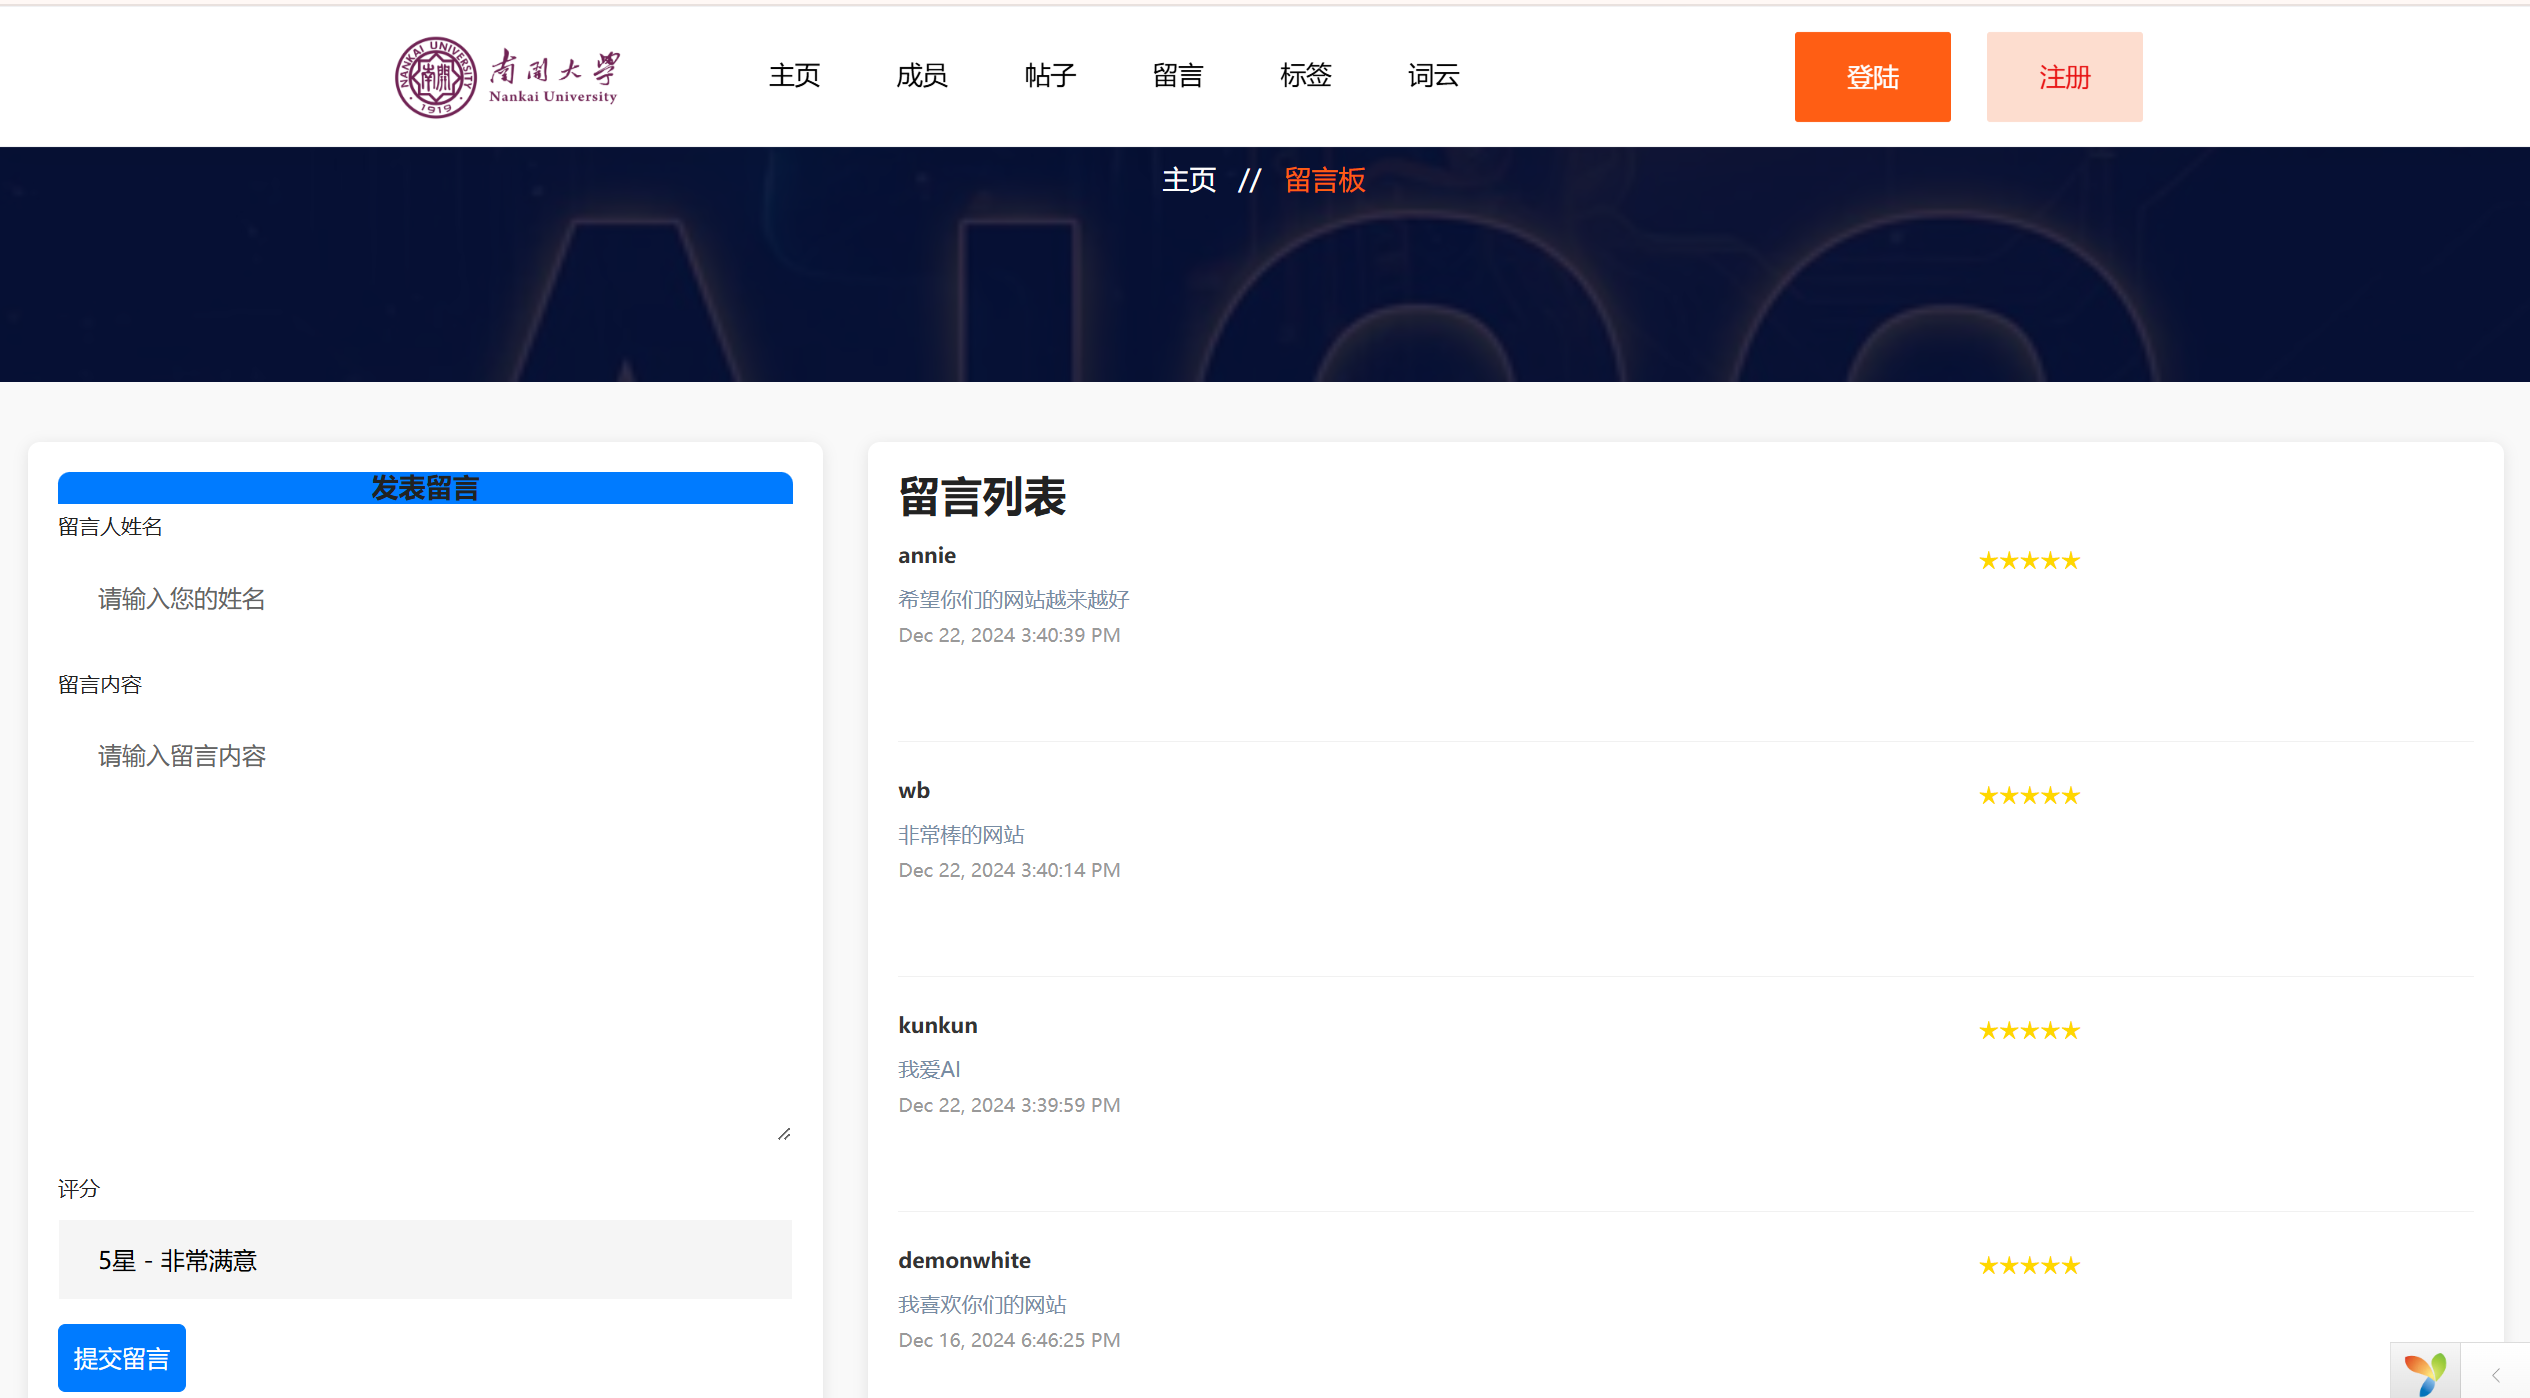 NANKAI UNIVERSITY
1919
南開大學
Nankai University
主页 成员 帖子 留言 标签 词云
登陆 注册
主页 // 留言板
发表留言
留言人姓名
请输入您的姓名
留言内容
请输入留言内容
评分
5星 - 非常满意
提交留言
留言列表
annie ★★★★★
希望你们的网站越来越好
Dec 22, 2024 3:40:39 PM
wb ★★★★★
非常棒的网站
Dec 22, 2024 3:40:14 PM
kunkun ★★★★★
我爱AI
Dec 22, 2024 3:39:59 PM
demonwhite ★★★★★
我喜欢你们的网站
Dec 16, 2024 6:46:25 PM